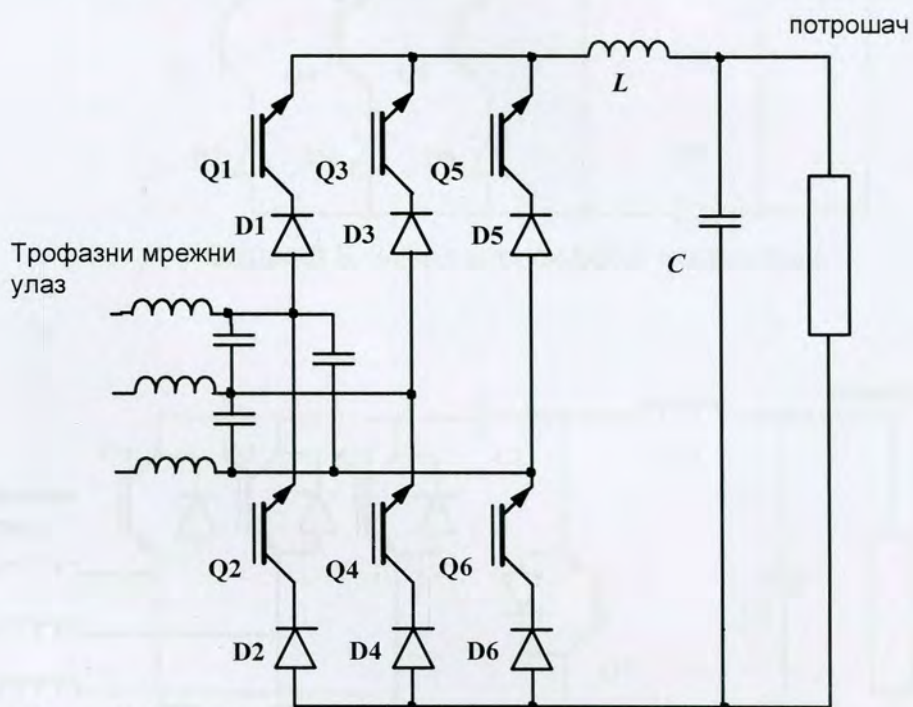 потрошач
L
Q1
Q3
Q5
D1
D3
D5
Трофазни мрежни
улаз
C
Q2
Q4
Q6
D2
D4
D6